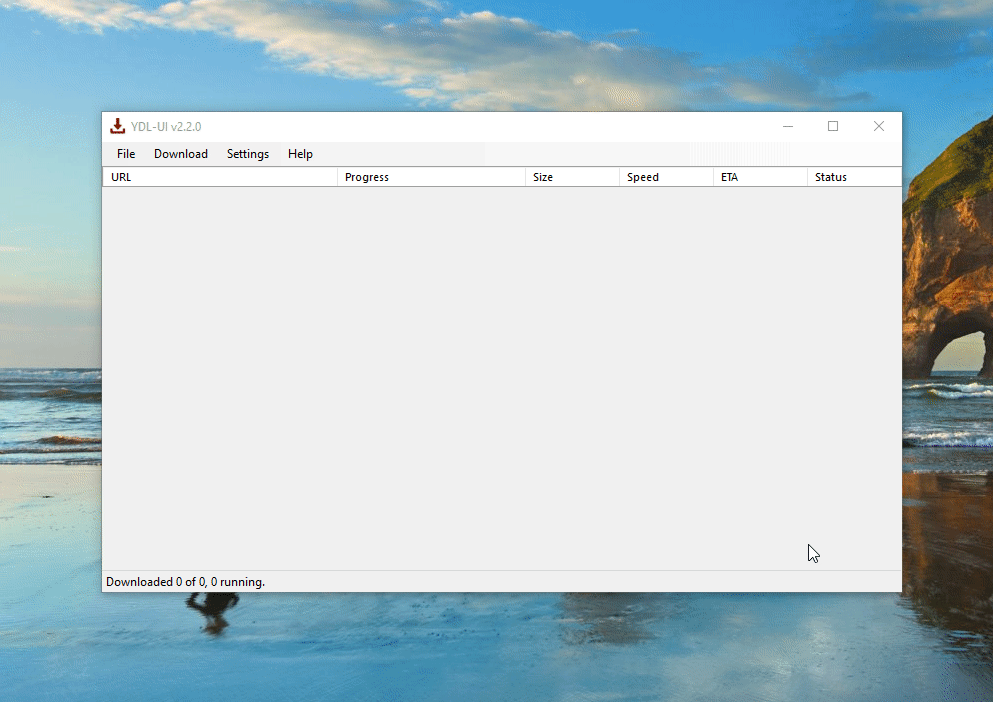 YDL-UI v2.2.0
File Download Settings Help
URL Progress Size Speed ETA Status
Downloaded 0 of 0, 0 running.